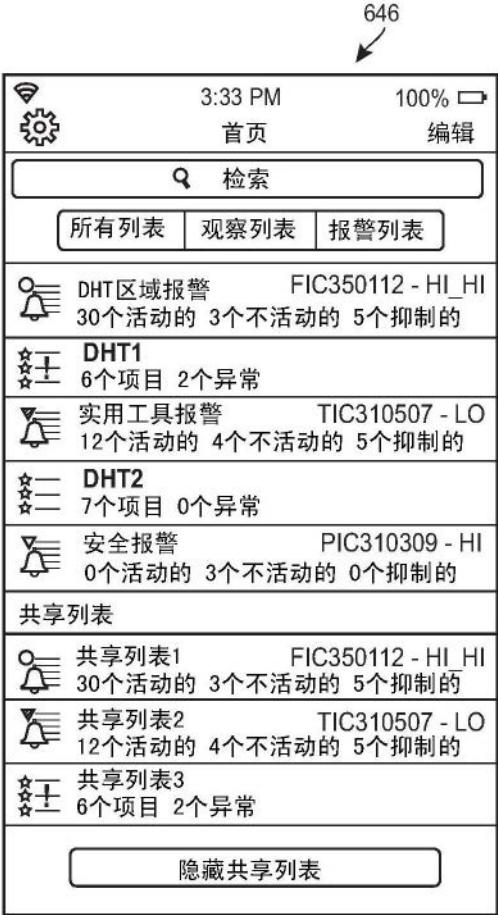 646
3:33 PM 100%
首页 编辑
检索
所有列表 观察列表 报警列表
DHT区域报警 FIC350112 - HI_HI
30个活动的 3个不活动的 5个抑制的
DHT1
6个项目 2个异常
实用工具报警 TIC310507 - LO
12个活动的 4个不活动的 5个抑制的
DHT2
7个项目 0个异常
安全报警 PIC310309 - HI
0个活动的 3个不活动的 0个抑制的
共享列表
共享列表1 FIC350112 - HI_HI
30个活动的 3个不活动的 5个抑制的
共享列表2 TIC310507 - LO
12个活动的 4个不活动的 5个抑制的
共享列表3
6个项目 2个异常
隐藏共享列表